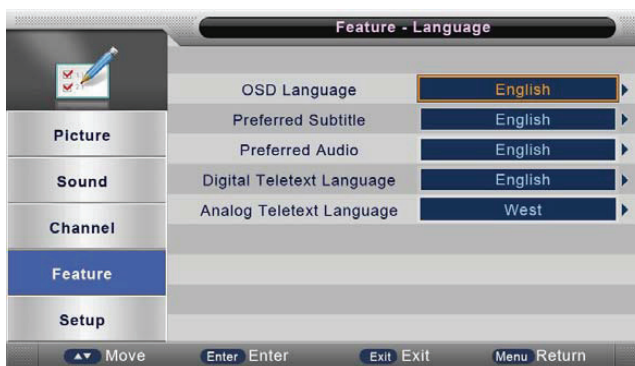 Feature - Language
OSD Language English
Preferred Subtitle English
Preferred Audio English
Digital Teletext Language English
Analog Teletext Language West
Picture
Sound
Channel
Feature
Setup
Move Enter Enter Exit Exit Menu Return